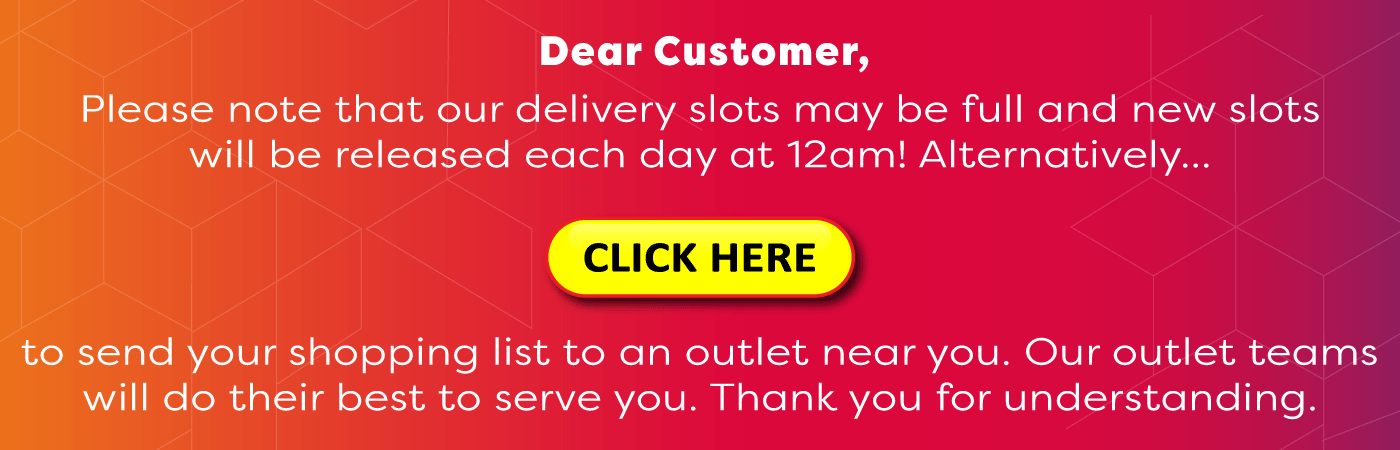 Dear Customer,
Please note that our delivery slots may be full and new slots
will be released each day at 12am! Alternatively...
CLICK HERE
to send your shopping list to an outlet near you. Our outlet teams
will do their best to serve you. Thank you for understanding.